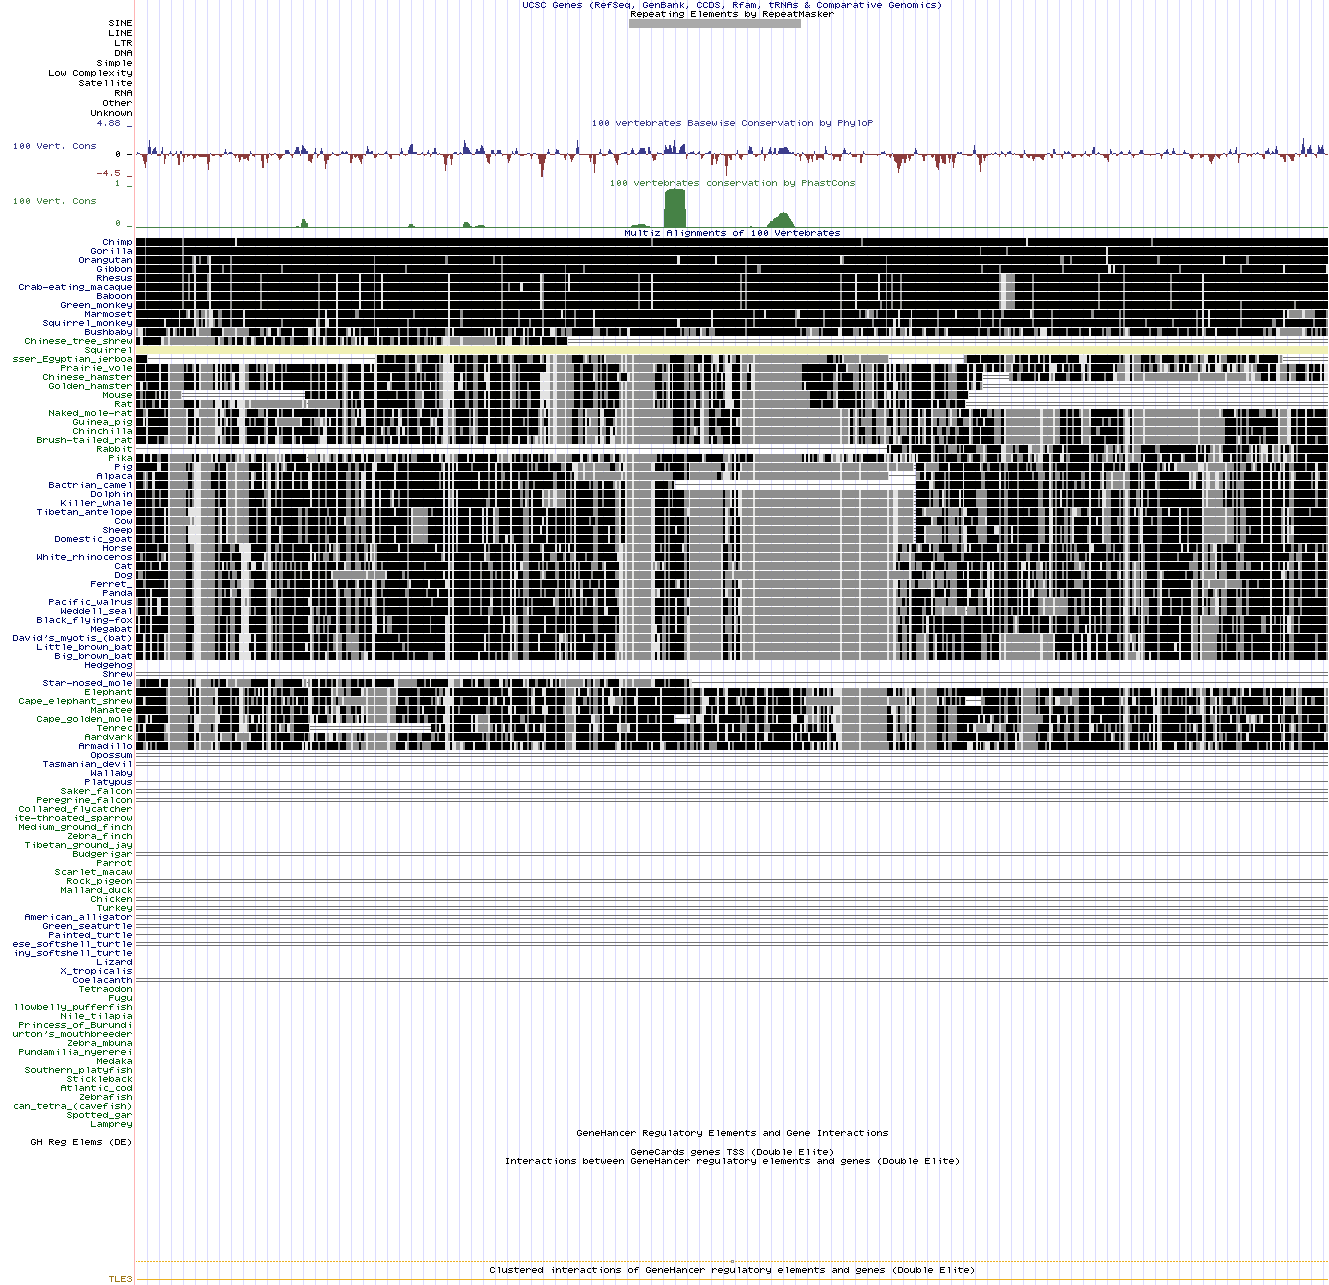 UCSC Genes (RefSeq, GenBank, CCDS, Rfam, tRNAs & Comparative Genomics)
Repeating Elements by RepeatMasker
SINE
LINE
LTR
DNA
Simple
Low Complexity
Satellite
RNA
Other
Unknown
4.88 _
100 vertebrates Basewise Conservation by PhyloP
100 Vert. Cons
0 _
-4.5 _
100 vertebrates conservation by PhastCons
1 _
100 Vert. Cons
0 _
Multiz Alignments of 100 Vertebrates
Chimp
Gorilla
Orangutan
Gibbon
Rhesus
Crab-eating_macaque
Baboon
Green_monkey
Marmoset
Squirrel_monkey
Bushbaby
Chinese_tree_shrew
Squirrel
sser_Egyptian_jerboa
Prairie_vole
Chinese_hamster
Golden_hamster
Mouse
Rat
Naked_mole-rat
Guinea_pig
Chinchilla
Brush-tailed_rat
Rabbit
Pika
Pig
Alpaca
Bactrian_camel
Dolphin
Killer_whale
Tibetan_antelope
Cow
Sheep
Domestic_goat
Horse
White_rhinoceros
Cat
Dog
Ferret_
Panda
Pacific_walrus
Weddell_seal
Black_flying-fox
Megabat
David's_myotis_(bat)
Little_brown_bat
Big_brown_bat
Hedgehog
Shrew
Star-nosed_mole
Elephant
Cape_elephant_shrew
Manatee
Cape_golden_mole
Tenrec
Aardvark
Armadillo
Opossum
Tasmanian_devil
Wallaby
Platypus
Saker_falcon
Peregrine_falcon
Collared_flycatcher
ite-throated_sparrow
Medium_ground_finch
Zebra_finch
Tibetan_ground_jay
Budgerigar
Parrot
Scarlet_macaw
Rock_pigeon
Mallard_duck
Chicken
Turkey
American_alligator
Green_seaturtle
Painted_turtle
ese_softshell_turtle
iny_softshell_turtle
Lizard
X_tropicalis
Coelacanth
Tetraodon
Fugu
llowbelly_pufferfish
Nile_tilapia
Princess_of_Burundi
urton's_mouthbreeder
Zebra_mbuna
Pundamilia_nyererei
Medaka
Southern_platyfish
Stickleback
Atlantic_cod
Zebrafish
can_tetra_(cavefish)
Spotted_gar
Lamprey
GeneHancer Regulatory Elements and Gene Interactions
GH Reg Elems (DE)
GeneCards genes TSS (Double Elite)
Interactions between GeneHancer regulatory elements and genes (Double Elite)
Clustered interactions of GeneHancer regulatory elements and genes (Double Elite)
TLE3